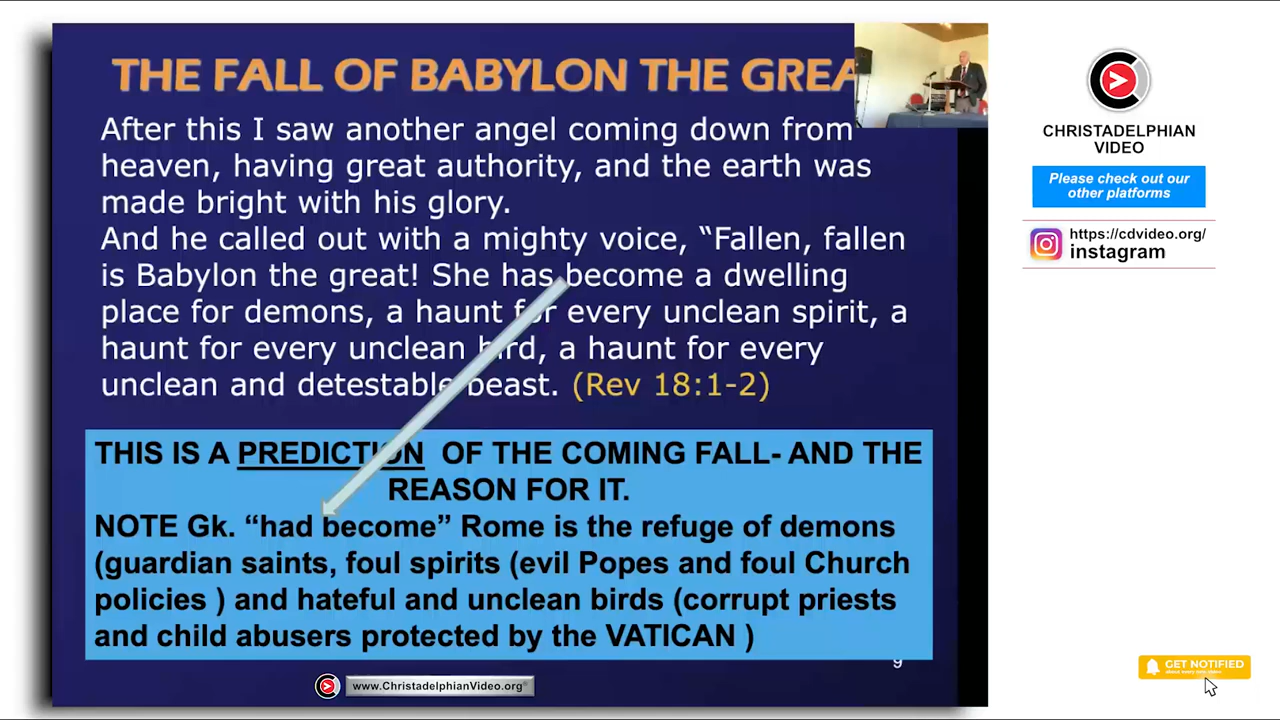 THE FALL OF BABYLON THE GREA
After this I saw another angel coming down from
heaven, having great authority, and the earth was
made bright with his glory.
And he called out with a mighty voice, “Fallen, fallen
is Babylon the great! She has become a dwelling
place for demons, a haunt for every unclean spirit, a
haunt for every unclean bird, a haunt for every
unclean and detestable beast. (Rev 18:1-2)
THIS IS A PREDICTION OF THE COMING FALL- AND THE
REASON FOR IT.
NOTE Gk. “had become” Rome is the refuge of demons
(guardian saints, foul spirits (evil Popes and foul Church
policies ) and hateful and unclean birds (corrupt priests
and child abusers protected by the VATICAN )
9
www.ChristadelphianVideo.org
CHRISTADELPHIAN
VIDEO
Please check out our
other platforms
https://cdvideo.org/
instagram
GET NOTIFIED
about every new video